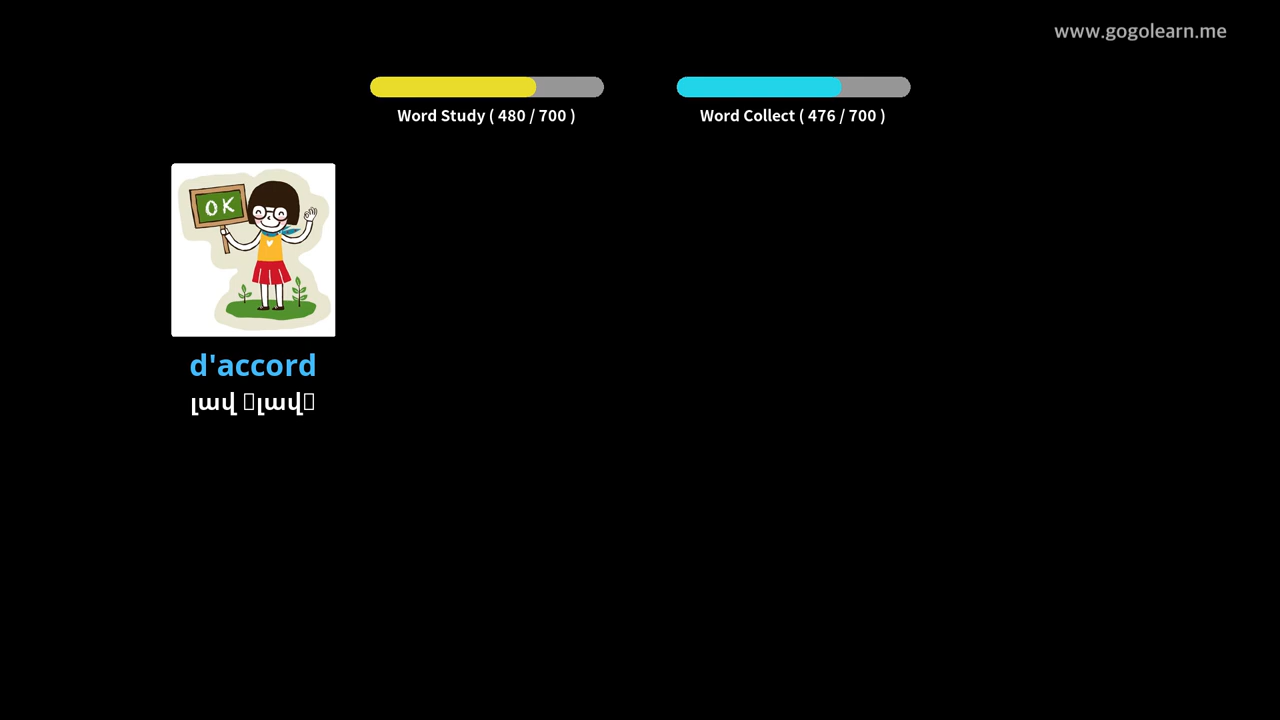 www.gogolearn.me
Word Study ( 480 / 700 )
Word Collect ( 476 / 700 )
OK
d'accord
լավ լավ